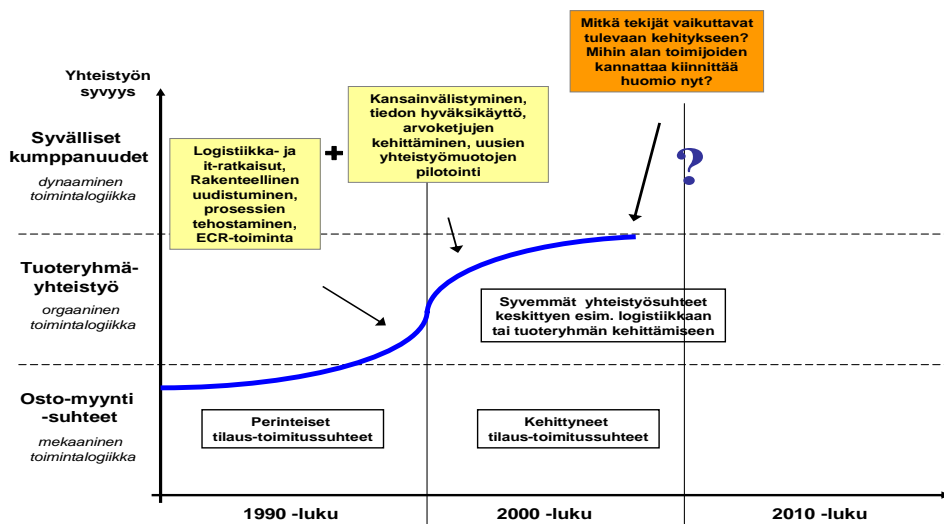 Mitkä tekijät vaikuttavat
tulevaan kehitykseen?
Mihin alan toimijoiden
kannattaa kiinnittää
huomio nyt?
Yhteistyön
syvyys
Kansainvälistyminen,
tiedon hyväksikäyttö,
arvoketjujen
kehittäminen, uusien
yhteistyömuotojen
pilotointi
Syvälliset
kumppanuudet
dynaaminen
toimintalogiikka
Logistiikka- ja
it-ratkaisut,
Rakenteellinen
uudistuminen,
prosessien
tehostaminen,
ECR-toiminta
+
?
Tuoteryhmä-
yhteistyö
orgaaninen
toimintalogiikka
Syvemmät yhteistyösuhteet
keskittyen esim. logistiikkaan
tai tuoteryhmän kehittämiseen
Osto-myynti
-suhteet
mekaaninen
toimintalogiikka
Perinteiset
tilaus-toimitussuhteet
Kehittyneet
tilaus-toimitussuhteet
1990 -luku
2000 -luku
2010 -luku